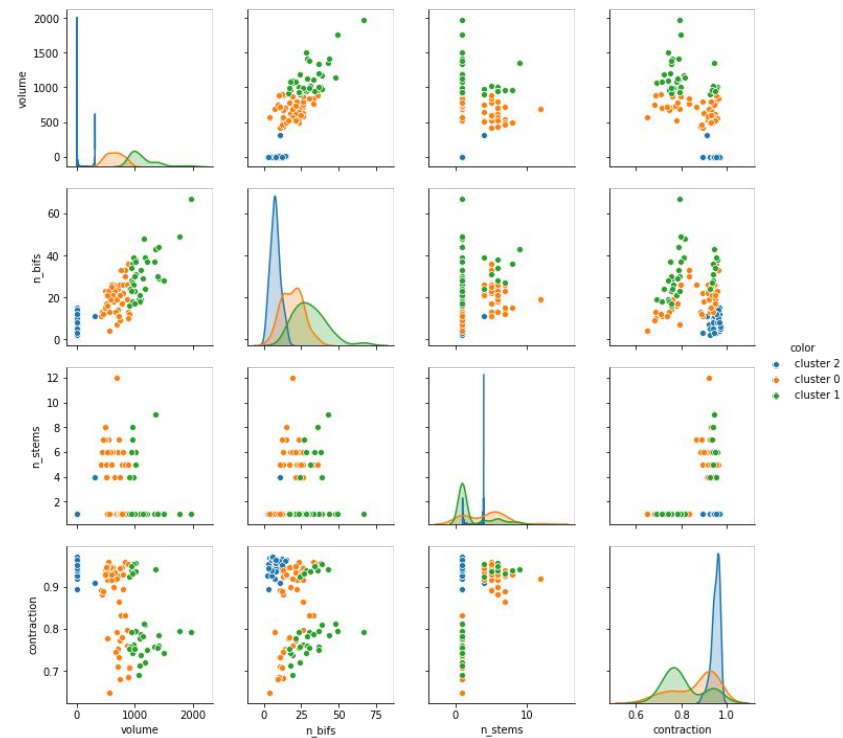 2000
1500
1000
500
0
volume
60
40
20
0
n_bifs
12
10
8
6
4
2
n_stems
0.9
0.8
0.7
contraction
0 1000 2000
volume
0 25 50 75
n_bifs
0 10
n_stems
0.6 0.8 1.0
contraction
color
cluster 2
cluster 0
cluster 1